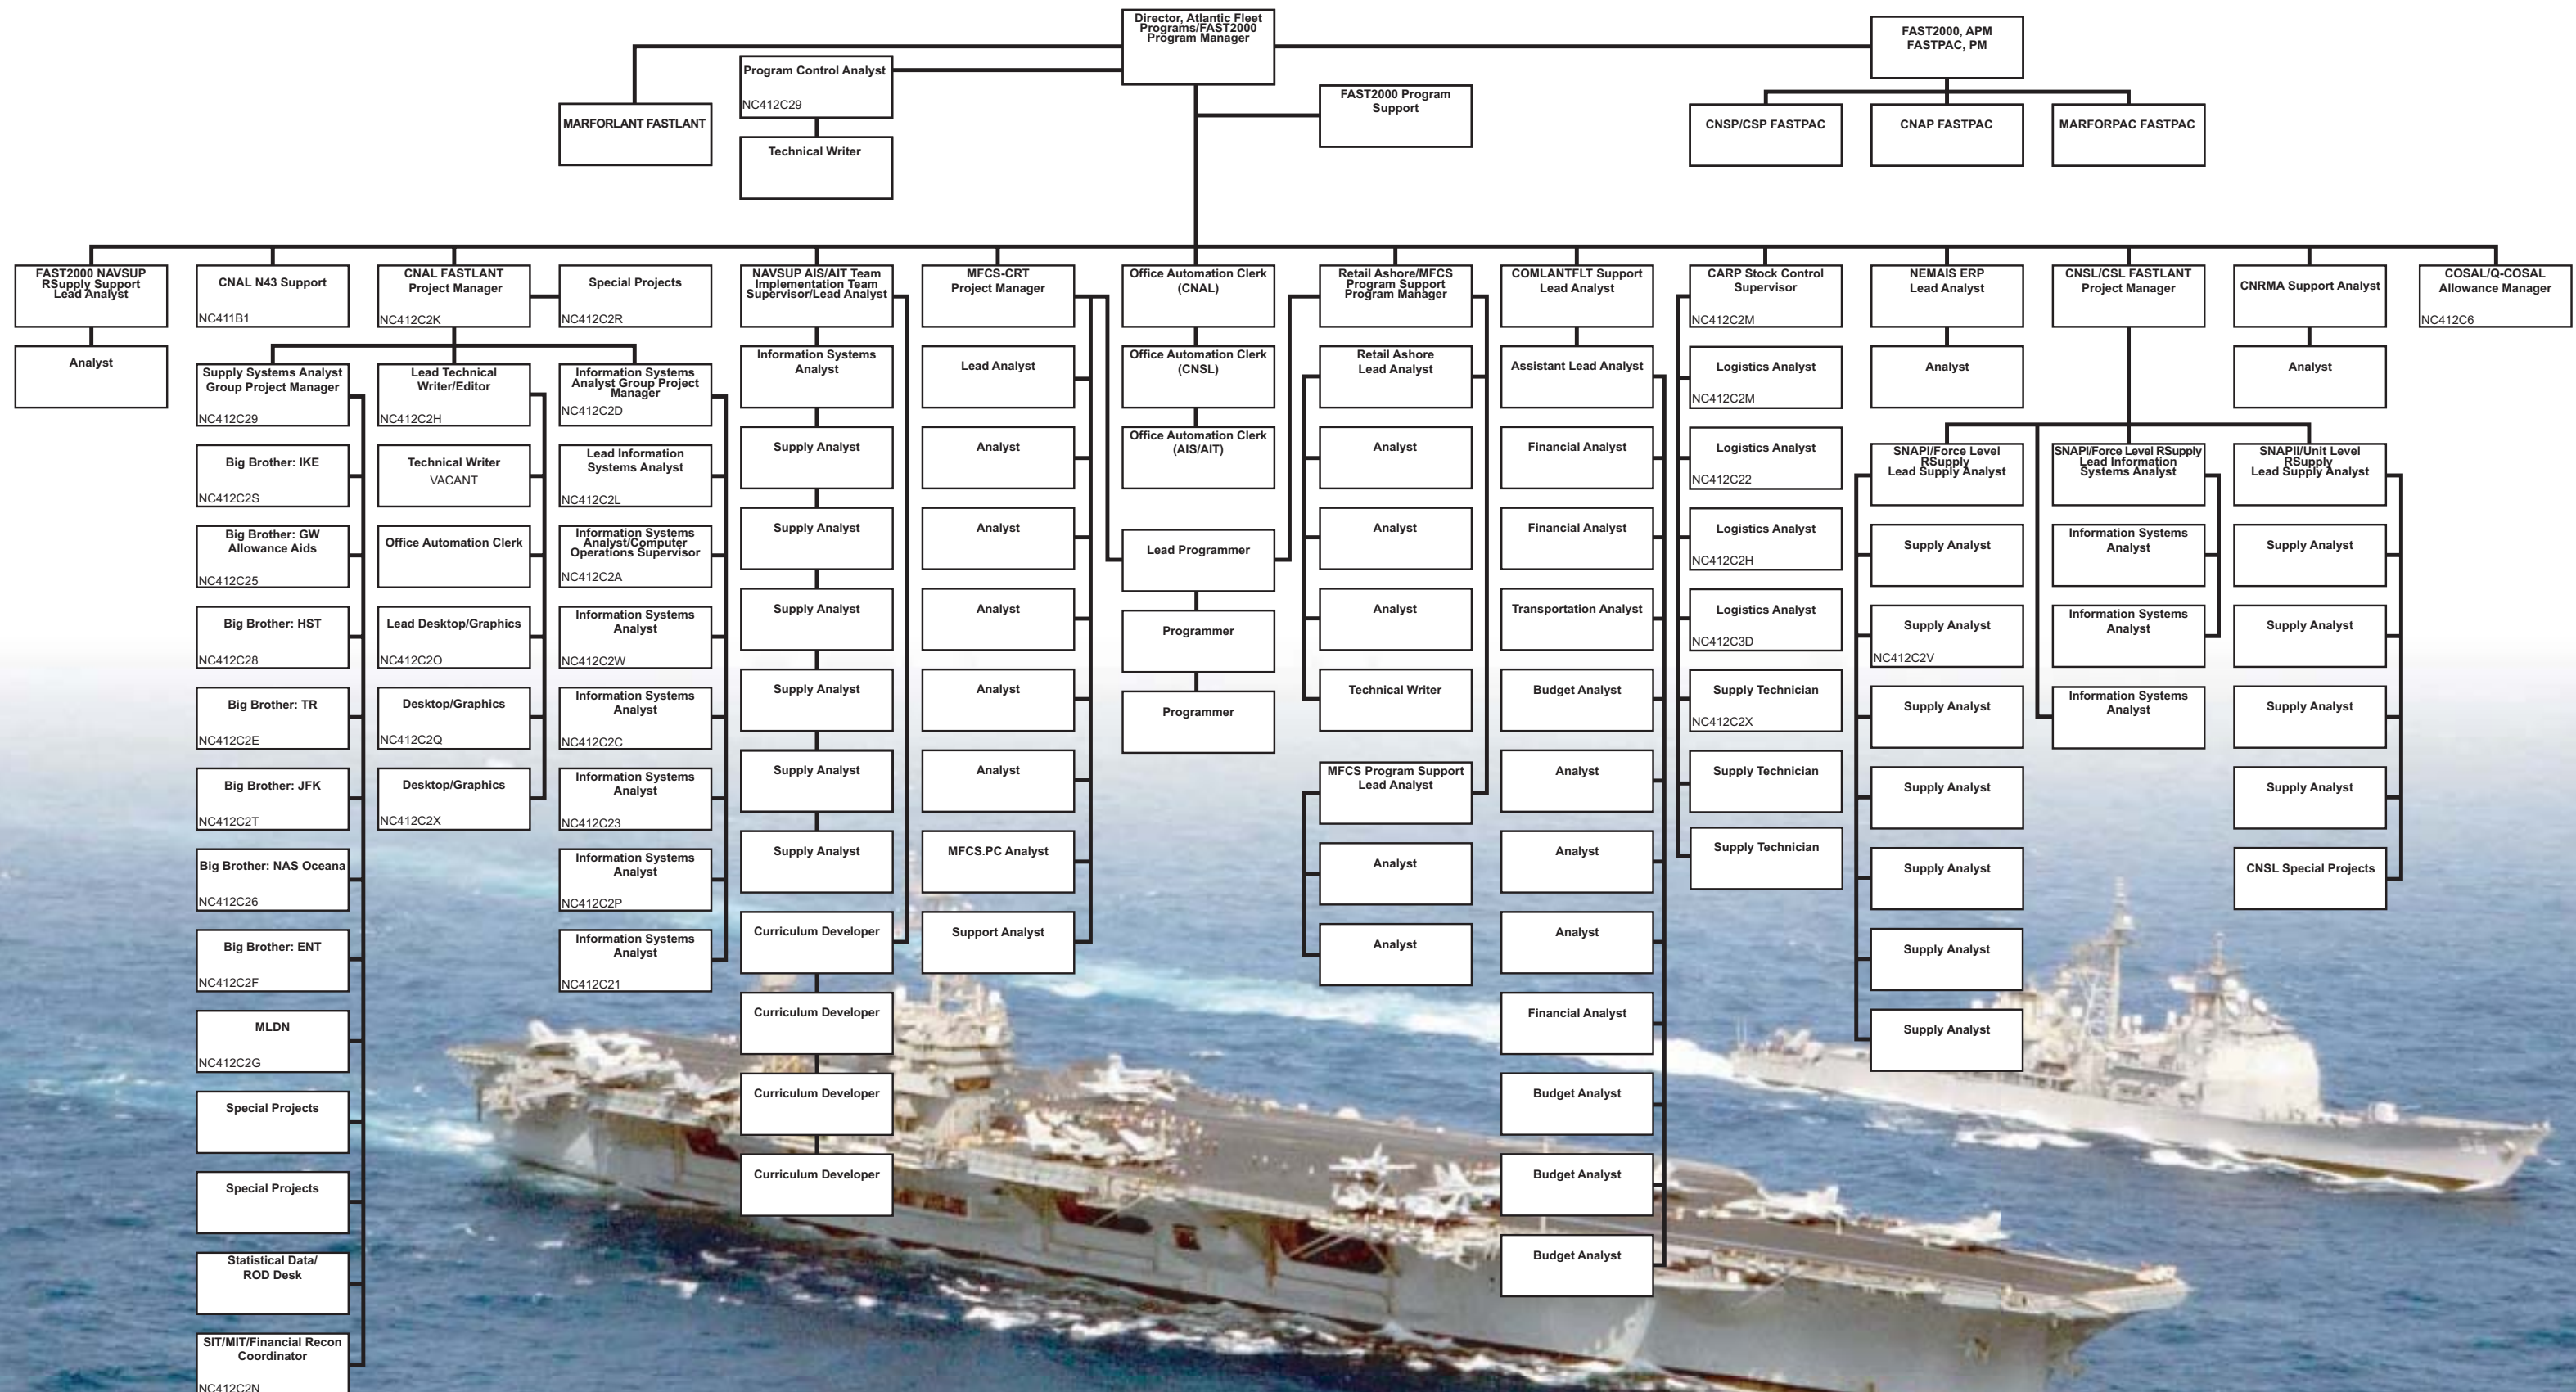 Director, Atlantic Fleet
Programs/FAST2000
Program Manager
FAST2000, APM
FASTPAC, PM
Program Control Analyst
NC412C29
FAST2000 Program
Support
MARFORLANT FASTLANT
CNSP/CSP FASTPAC
CNAP FASTPAC
MARFORPAC FASTPAC
Technical Writer
FAST2000 NAVSUP
RSupply Support
Lead Analyst
Analyst
CNAL N43 Support
NC411B1
CNAL FASTLANT
Project Manager
NC412C2K
Special Projects
NC412C2R
Supply Systems Analyst
Group Project Manager
NC412C29
Big Brother: IKE
NC412C2S
Big Brother: GW
Allowance Aids
NC412C25
Big Brother: HST
NC412C28
Big Brother: TR
NC412C2E
Big Brother: JFK
NC412C2T
Big Brother: NAS Oceana
NC412C26
Big Brother: ENT
NC412C2F
MLDN
NC412C2G
Special Projects
Special Projects
Statistical Data/
ROD Desk
SIT/MIT/Financial Recon
Coordinator
NC412C2N
Lead Technical
Writer/Editor
NC412C2H
Technical Writer
VACANT
Office Automation Clerk
Lead Desktop/Graphics
NC412C2O
Desktop/Graphics
NC412C2Q
Desktop/Graphics
NC412C2X
Information Systems
Analyst Group Project
Manager
NC412C2D
Lead Information
Systems Analyst
NC412C2L
Information Systems
Analyst/Computer
Operations Supervisor
NC412C2A
Information Systems
Analyst
NC412C2W
Information Systems
Analyst
NC412C2C
Information Systems
Analyst
NC412C23
Information Systems
Analyst
NC412C2P
Information Systems
Analyst
NC412C21
NAVSUP AIS/AIT Team
Implementation Team
Supervisor/Lead Analyst
Information Systems
Analyst
Supply Analyst
Supply Analyst
Supply Analyst
Supply Analyst
Supply Analyst
Supply Analyst
Curriculum Developer
Curriculum Developer
Curriculum Developer
Curriculum Developer
MFCS-CRT
Project Manager
Lead Analyst
Analyst
Analyst
Analyst
Analyst
Analyst
MFCS.PC Analyst
Support Analyst
Office Automation Clerk
(CNAL)
Office Automation Clerk
(CNSL)
Office Automation Clerk
(AIS/AIT)
Lead Programmer
Programmer
Programmer
Retail Ashore/MFCS
Program Support
Program Manager
Retail Ashore
Lead Analyst
Analyst
Analyst
Analyst
Technical Writer
MFCS Program Support
Lead Analyst
Analyst
Analyst
COMLANTFLT Support
Lead Analyst
Assistant Lead Analyst
Financial Analyst
Financial Analyst
Transportation Analyst
Budget Analyst
Analyst
Analyst
Analyst
Financial Analyst
Budget Analyst
Budget Analyst
Budget Analyst
CARP Stock Control
Supervisor
NC412C2M
Logistics Analyst
NC412C2M
Logistics Analyst
NC412C22
Logistics Analyst
NC412C2H
Logistics Analyst
NC412C3D
Supply Technician
NC412C2X
Supply Technician
Supply Technician
NEMAIS ERP
Lead Analyst
Analyst
CNSL/CSL FASTLANT
Project Manager
SNAPI/Force Level
RSupply
Lead Supply Analyst
Supply Analyst
Supply Analyst
NC412C2V
Supply Analyst
Supply Analyst
Supply Analyst
Supply Analyst
Supply Analyst
SNAPI/Force Level RSupply
Lead Information
Systems Analyst
Information Systems
Analyst
Information Systems
Analyst
Information Systems
Analyst
CNRMA Support Analyst
Analyst
SNAPII/Unit Level
RSupply
Lead Supply Analyst
Supply Analyst
Supply Analyst
Supply Analyst
Supply Analyst
CNSL Special Projects
COSAL/Q-COSAL
Allowance Manager
NC412C6